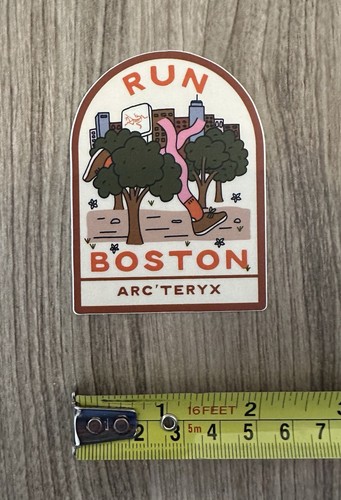 RUN
BOSTON
ARC'TERYX
1 16FEET 2 3
2 3 5m 4 5 6 7